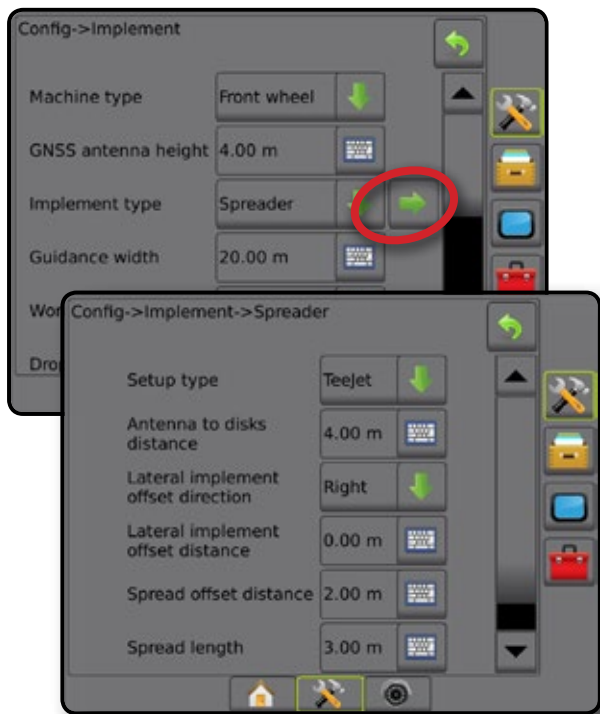 Config->Implement
Machine type Front wheel
GNSS antenna height 4.00 m
Implement type Spreader
Guidance width 20.00 m
Wor
Dro
Config->Implement->Spreader
Setup type TeeJet
Antenna to disks
distance 4.00 m
Lateral implement
offset direction Right
Lateral implement
offset distance 0.00 m
Spread offset distance 2.00 m
Spread length 3.00 m